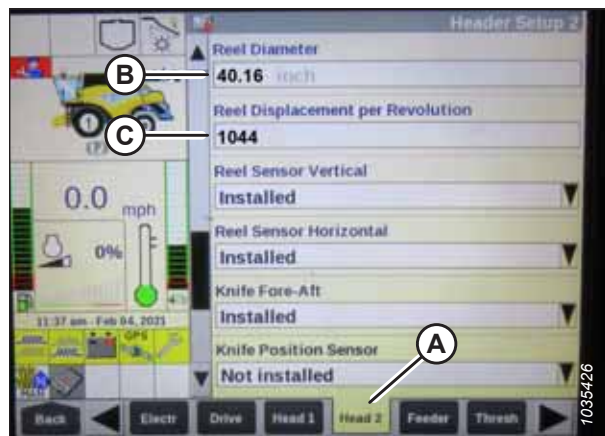 Header Setup 2
Reel Diameter
B
40.16 inch
Reel Displacement per Revolution
C
1044
Reel Sensor Vertical
Installed
Reel Sensor Horizontal
Installed
Knife Fore-Aft
Installed
Knife Position Sensor
Not installed
A
1
(P)
0.0 mph
0%
11:37 am Feb 04, 2021
GPS
Back
Electr
Drive
Head 1
Head 2
Feeder
Thresh
1035426